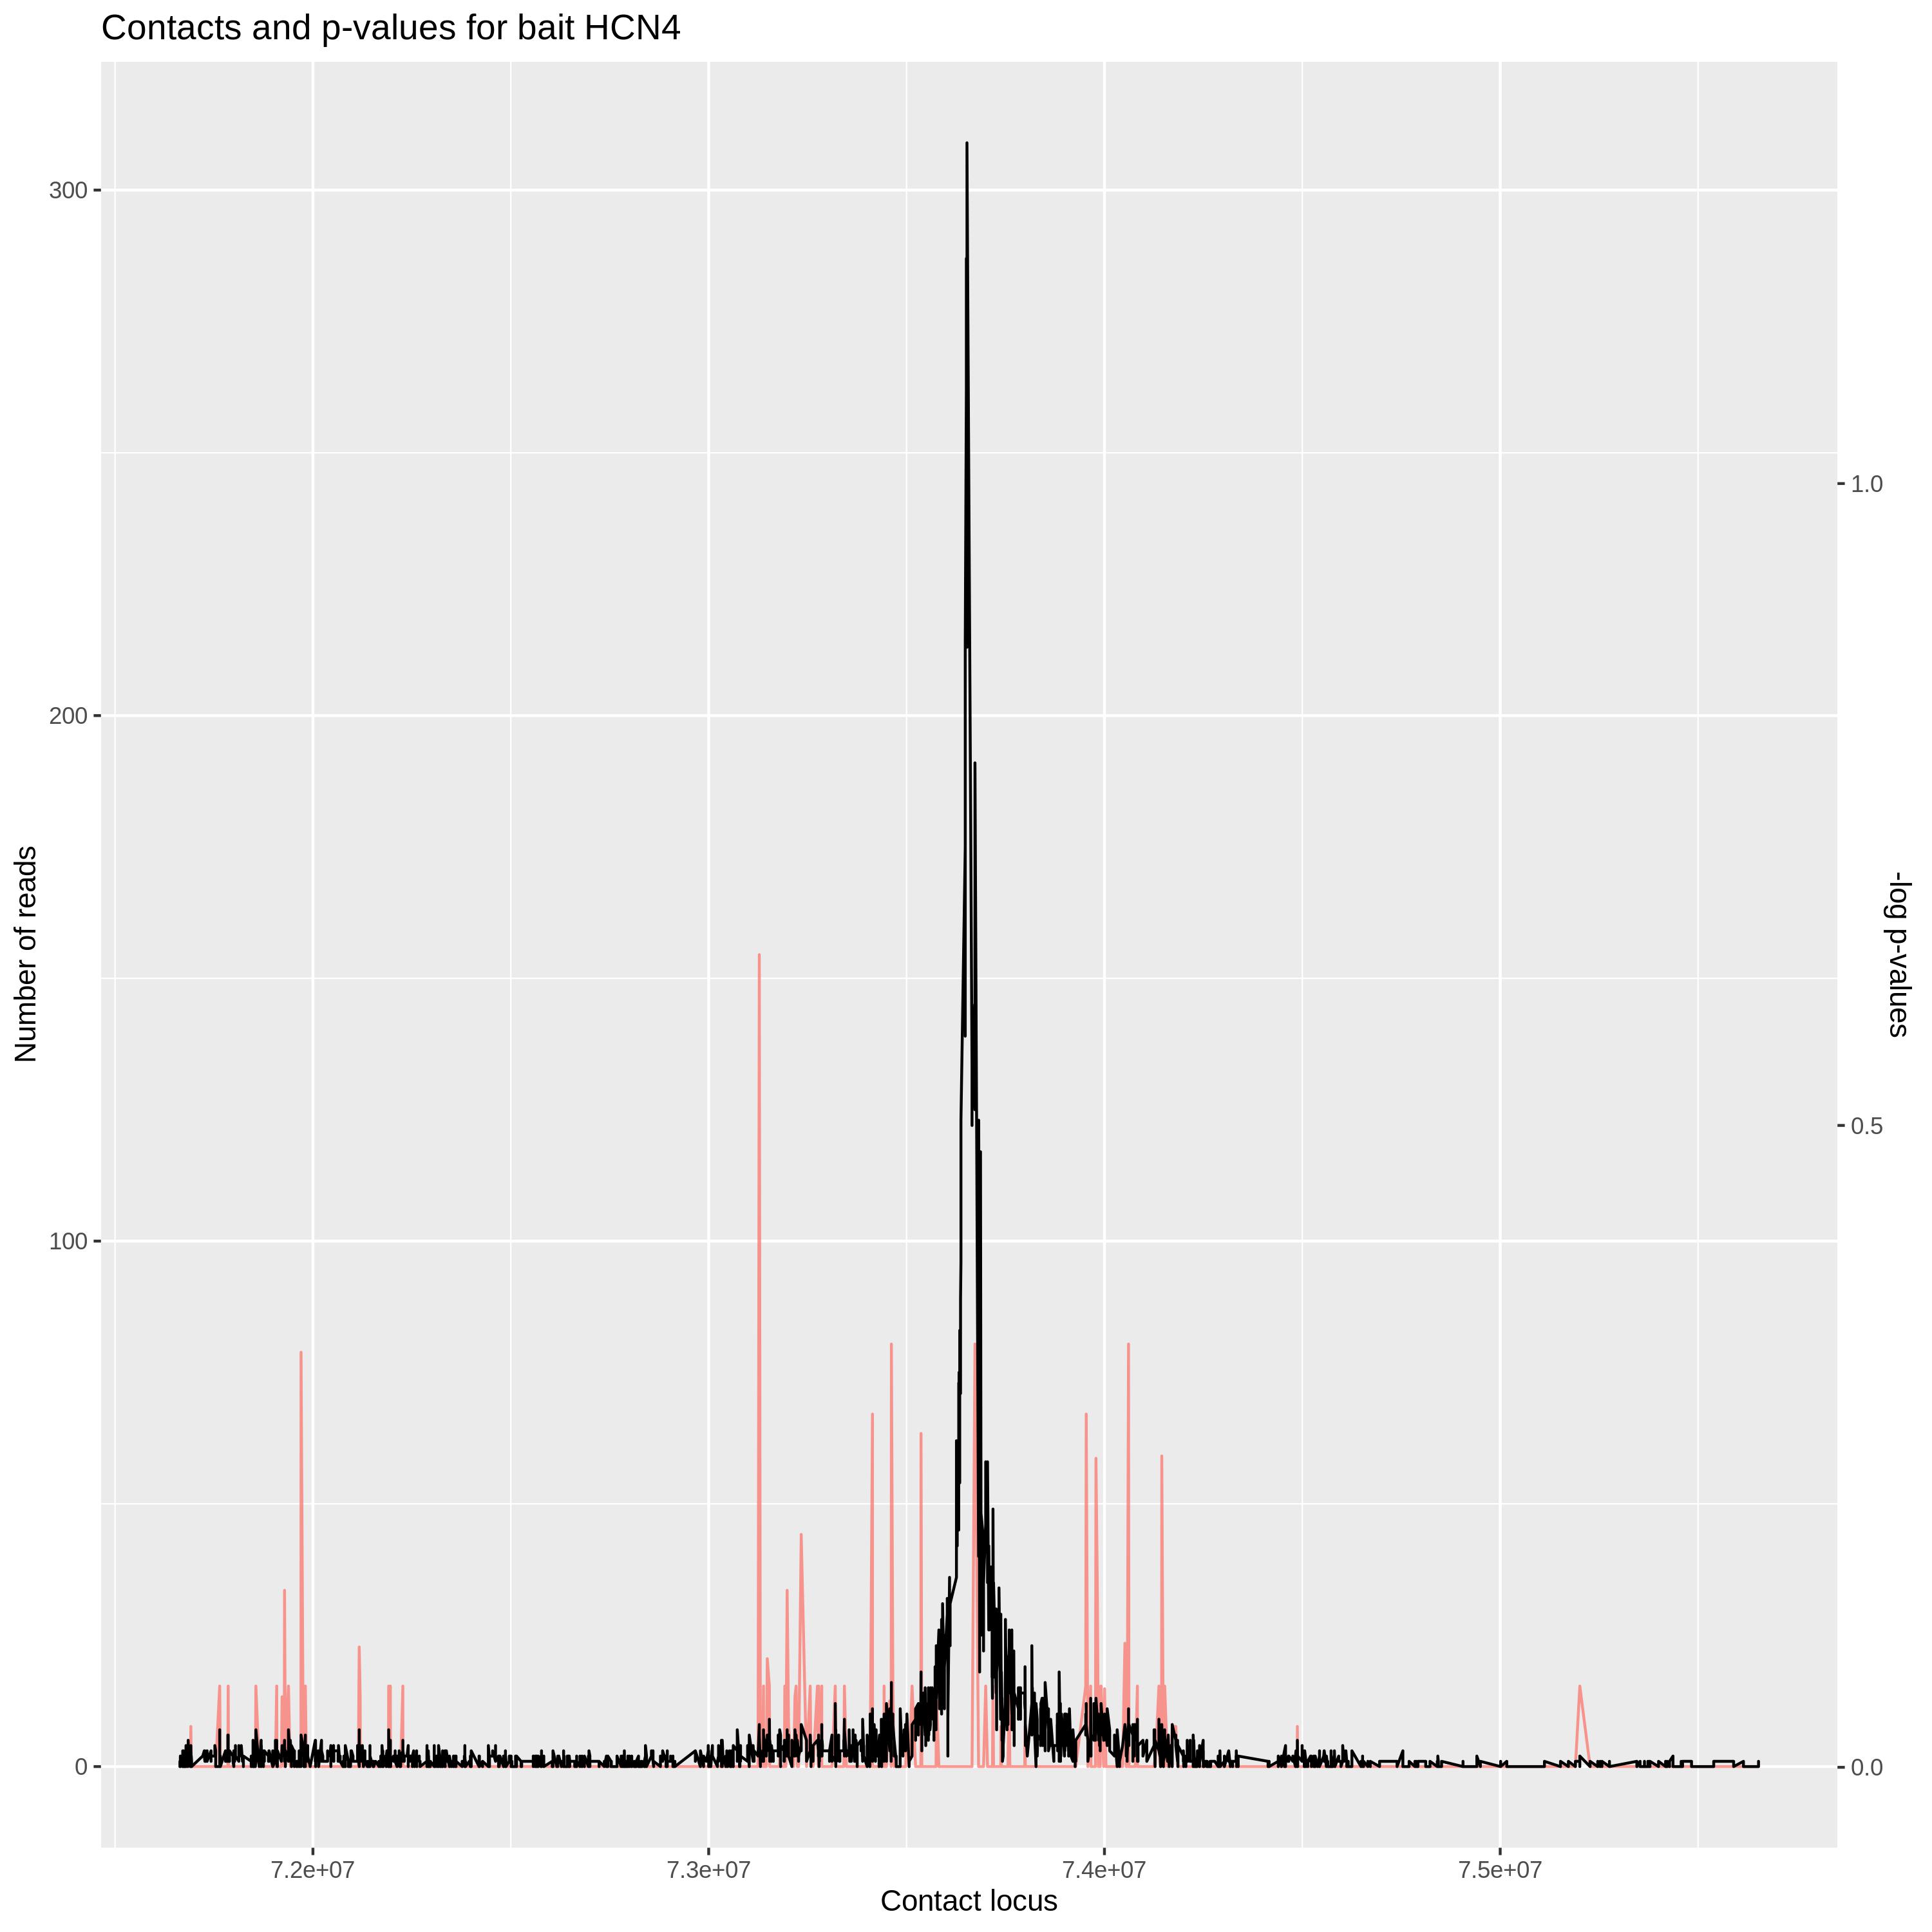 Contacts and p-values for bait HCN4
300
200
100
0
Number of reads
1.0
0.5
0.0
-log p-values
7.2e+07
7.3e+07
7.4e+07
7.5e+07
Contact locus